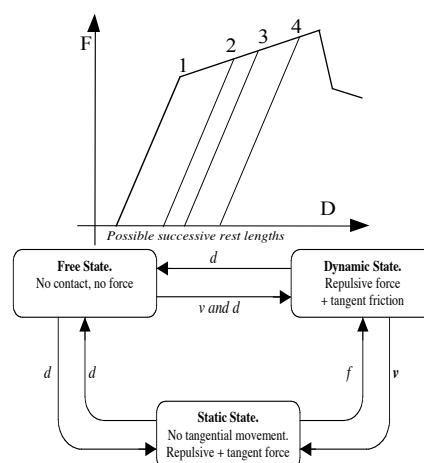 F
1
2
3
4
D
Possible successive rest lengths
Free State.
No contact, no force
d
v and d
Dynamic State.
Repulsive force
+ tangent friction
d
d
f
v
Static State.
No tangential movement.
Repulsive + tangent force